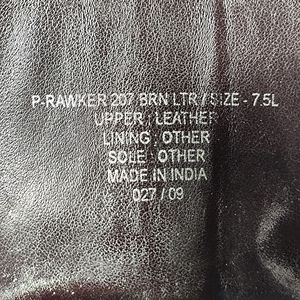 P-RAWKER 207 BRN LTR / SIZE - 7.5L
UPPER : LEATHER
LINING : OTHER
SOLE : OTHER
MADE IN INDIA
027 / 09